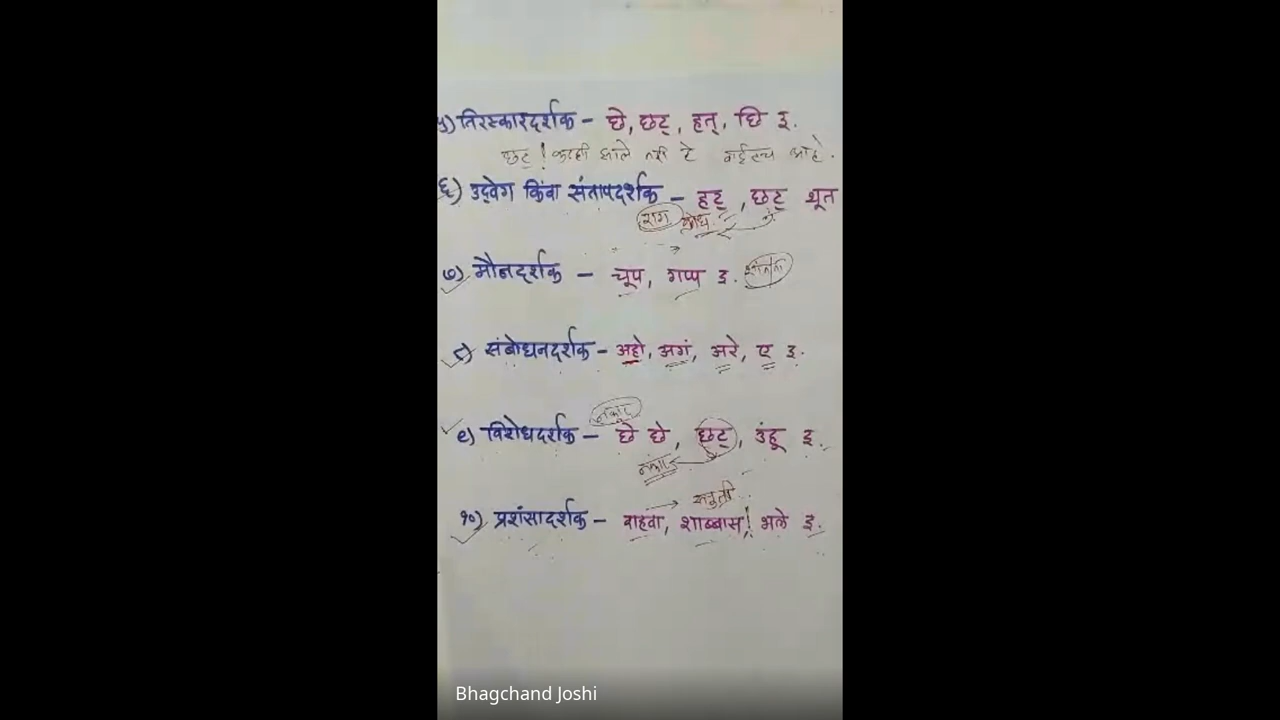 ५) तिरस्कारदर्शक - छे, छट्, हत्, छि इ.
छट! काही झाले तरी हे वाईटच आहे.
६) उद्वेग किंवा संतापदर्शक - हट्, छट् थूत
राग क्रोध
७) मौनदर्शक - चूप, गप्प इ.
८) संबोधनदर्शक - अहो, अगं, अरे, ए इ.
नकार
९) विरोधदर्शक - छे छे, छट्, उंहू इ.
नकार
स्तुती
१०) प्रशंसादर्शक - वाहवा, शाब्बास! भले इ.
Bhagchand Joshi